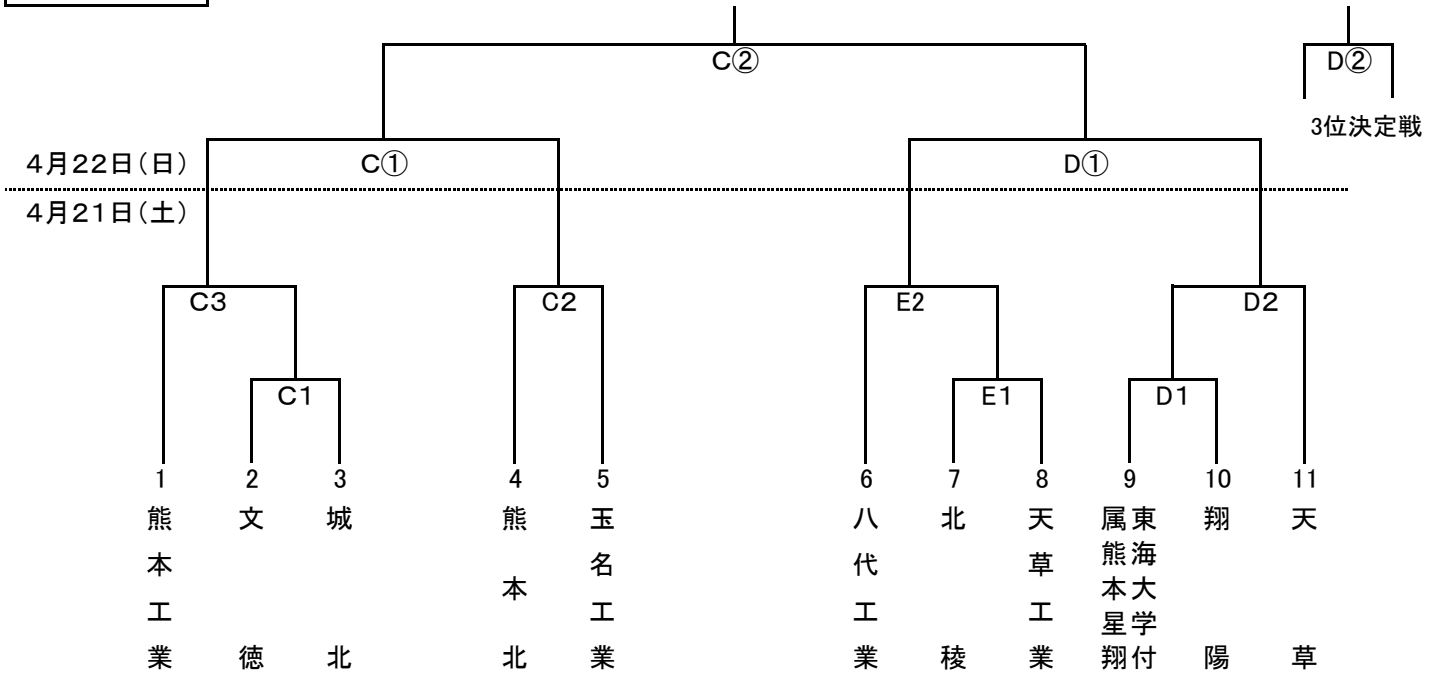 C②
D②
3位決定戦
4月22日(日)
C①
D①
4月21日(土)
C3
C2
E2
D2
C1
E1
D1
1
2
3
4
5
6
7
8
9
10
11
熊本工業
文徳
城北
熊本北
玉名工業
八代工業
北稜
天草工業
東海大学付
属熊本星翔
翔陽
天草